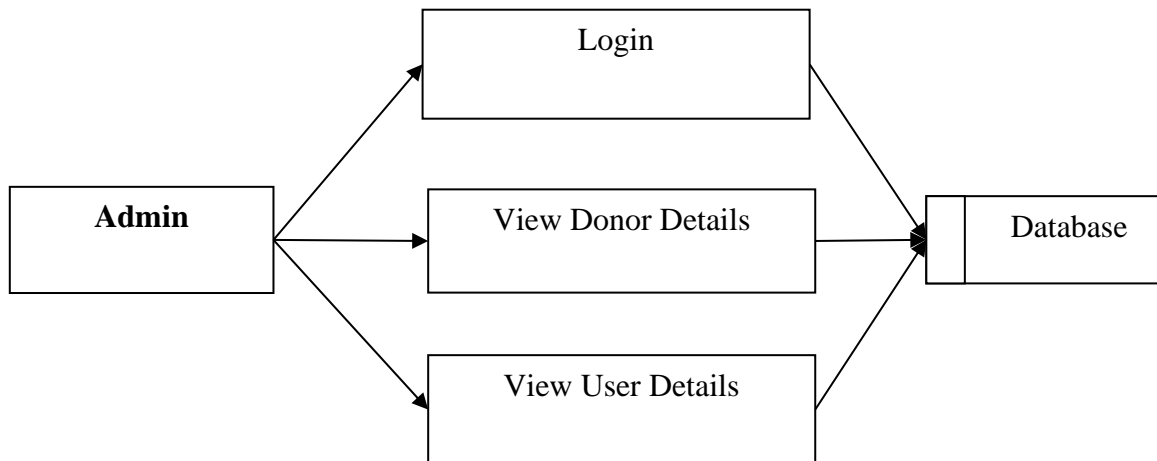 Login
Admin
View Donor Details
Database
View User Details